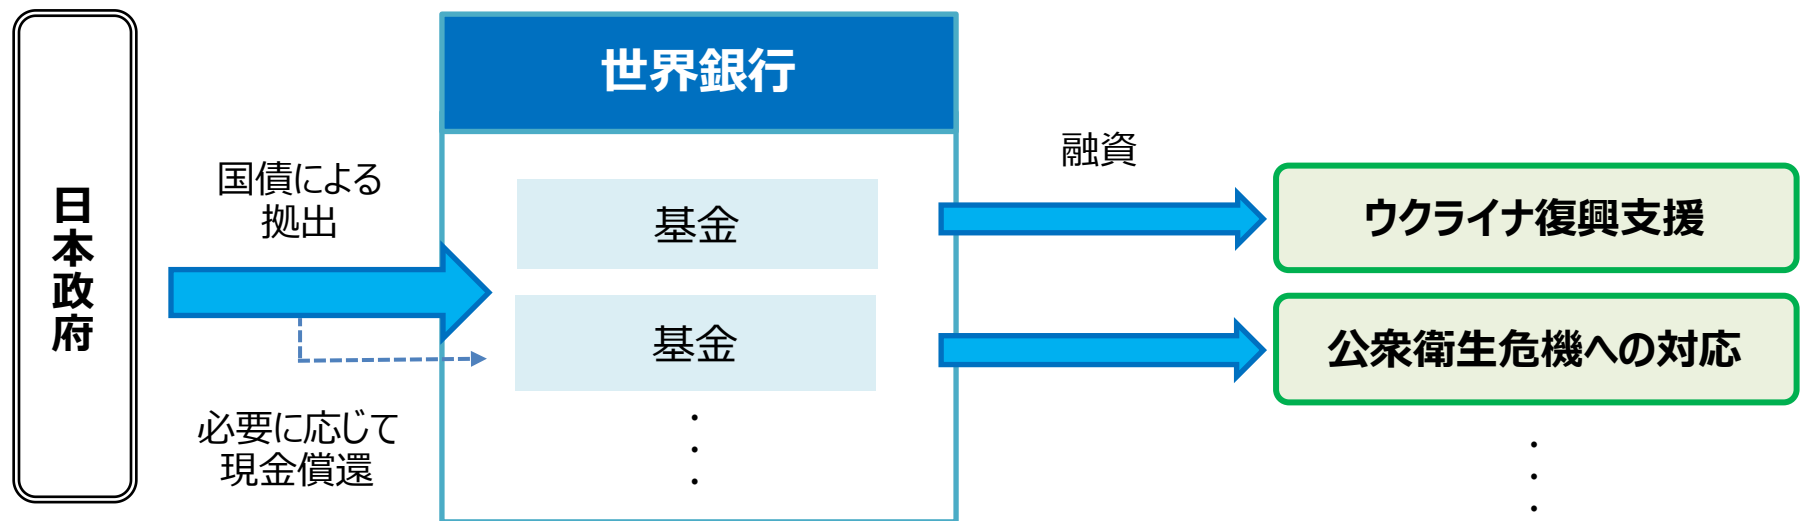 日本政府
国債による
拠出
必要に応じて
現金償還
世界銀行
基金
基金
・
・
・
融資
ウクライナ復興支援
公衆衛生危機への対応
・
・
・